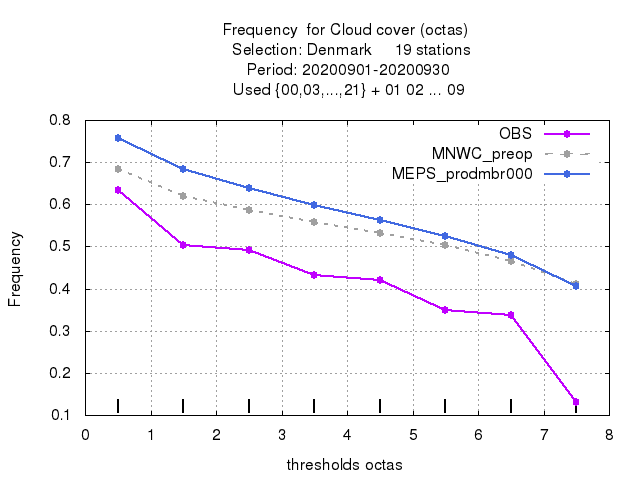 Frequency  for Cloud cover (octas)
Selection: Denmark     19 stations
Period: 20200901-20200930
Used {00,03,...,21} + 01 02 ... 09
OBS
MNWC_preop
MEPS_prodmbr000
0.8
0.7
0.6
0.5
0.4
0.3
0.2
0.1
Frequency
0 1 2 3 4 5 6 7 8
thresholds octas